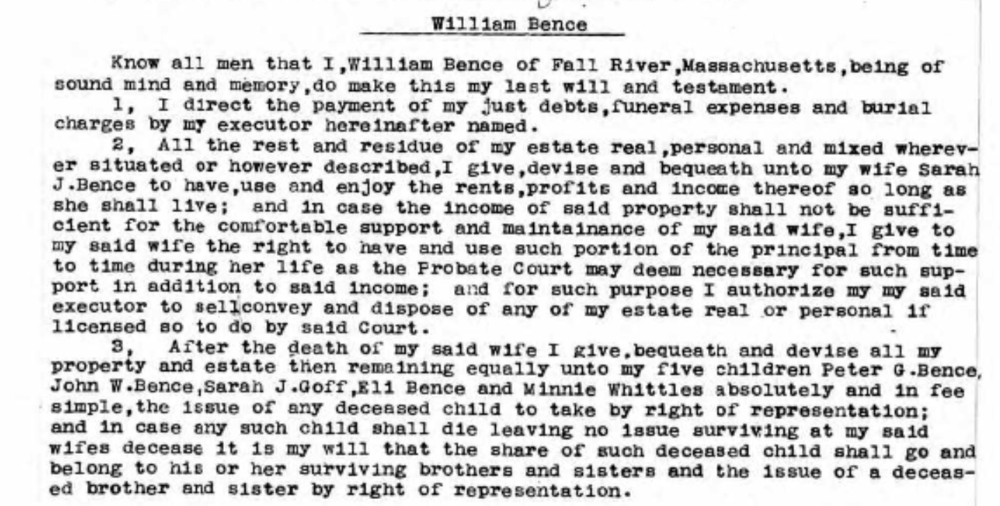 William Bence
Know all men that I,William Bence of Fall River,Massachusetts,being of
sound mind and memory,do make this my last will and testament.
1, I direct the payment of my just debts,funeral expenses and burial
charges by my executor hereinafter named.
2, All the rest and residue of my estate real,personal and mixed wherev-
er situated or however described,I give,devise and bequeath unto my wife Sarah
J.Bence to have,use and enjoy the rents,profits and income thereof so long as
she shall live; and in case the income of said property shall not be suffi-
cient for the comfortable support and maintainance of my said wife,I give to
my said wife the right to have and use such portion of the principal from time
to time during her life as the Probate Court may deem necessary for such sup-
port in addition to said income; and for such purpose I authorize my my said
executor to sell,convey and dispose of any of my estate real or personal if
licensed so to do by said Court.
3, After the death of my said wife I give,bequeath and devise all my
property and estate then remaining equally unto my five children Peter G.Bence,
John W.Bence,Sarah J.Goff,Eli Bence and Minnie Whittles absolutely and in fee
simple,the issue of any deceased child to take by right of representation;
and in case any such child shall die leaving no issue surviving at my said
wifes decease it is my will that the share of such deceased child shall go and
belong to his or her surviving brothers and sisters and the issue of a deceas-
ed brother and sister by right of representation.